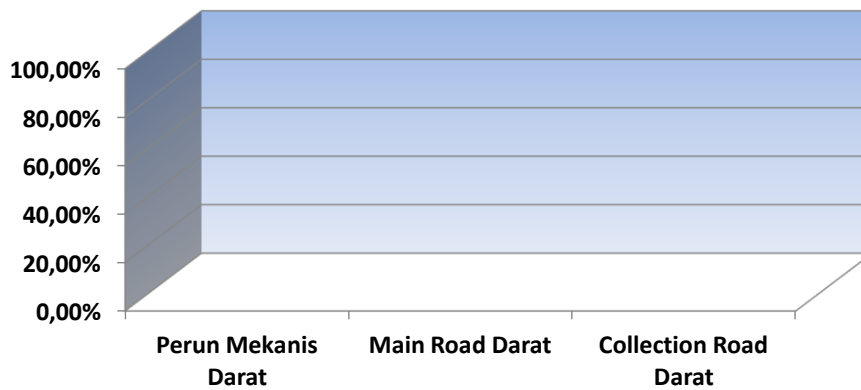 100,00%
80,00%
60,00%
40,00%
20,00%
0,00%
Perun Mekanis
Darat
Main Road Darat
Collection Road
Darat